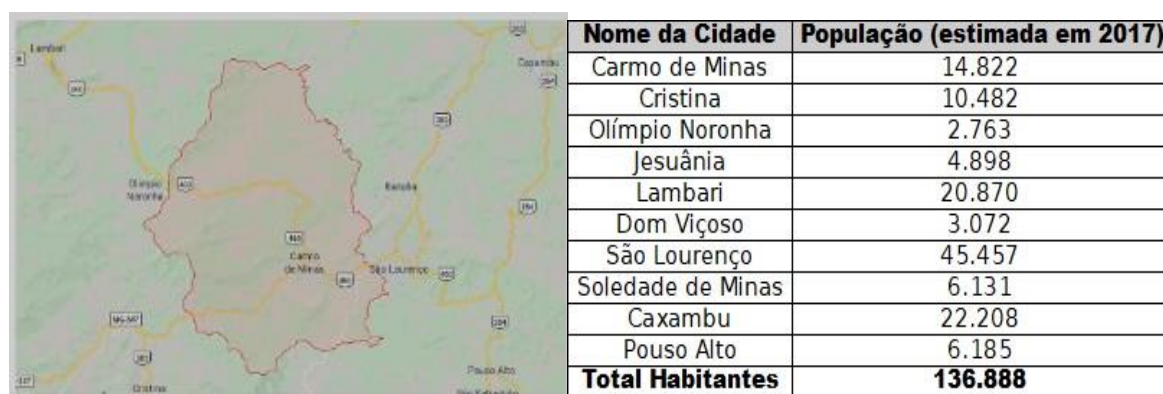 Lambari
Caxambu
Olímpio
Noronha
Carmo
de Minas
São Lourenço
Pouso Alto
Cristina
Nome da Cidade População (estimada em 2017)
Carmo de Minas 14.822
Cristina 10.482
Olímpio Noronha 2.763
Jesuânia 4.898
Lambari 20.870
Dom Viçoso 3.072
São Lourenço 45.457
Soledade de Minas 6.131
Caxambu 22.208
Pouso Alto 6.185
Total Habitantes 136.888